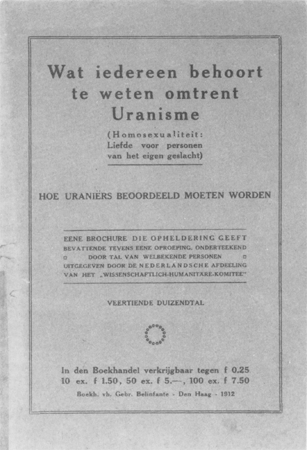 Wat iedereen behoort
te weten omtrent
Uranisme
(Homosexualiteit:
Liefde voor personen
van het eigen geslacht)
HOE URANIËRS BEOORDEELD MOETEN WORDEN
EENE BROCHURE DIE OPHELDERING GEEFT
BEVATTENDE TEVENS EENE OPROEPING, ONDERTEEKEND
DOOR TAL VAN WELBEKENDE PERSONEN
UITGEGEVEN DOOR DE NEDERLANDSCHE AFDEELING
VAN HET „WISSENSCHAFTLICH-HUMANITÄRE-KOMITEE"
VEERTIENDE DUIZENDTAL
In den Boekhandel verkrijgbaar tegen f 0.25
10 ex. f 1.50, 50 ex. f 5.—, 100 ex. f 7.50
Boekh. vh. Gebr. Belinfante - Den Haag - 1912